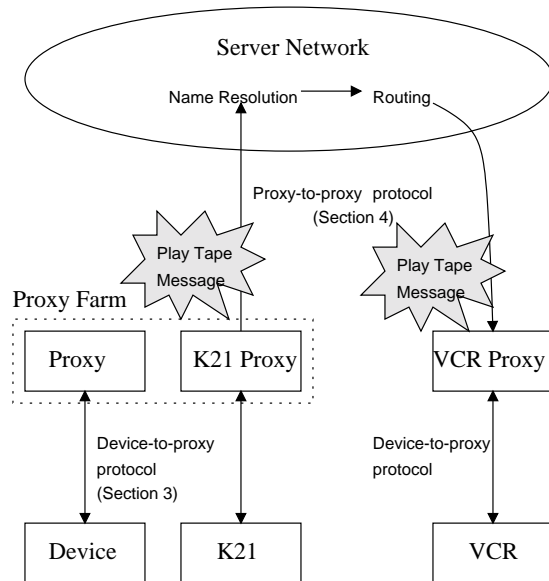 Server Network
Name Resolution
Routing
Proxy-to-proxy protocol
(Section 4)
Play Tape
Message
Play Tape
Message
Proxy Farm
Proxy
K21 Proxy
VCR Proxy
Device-to-proxy
protocol
(Section 3)
Device-to-proxy
protocol
Device
K21
VCR